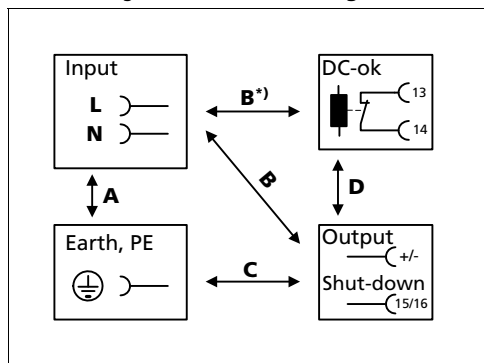 Input
L
N
B*)
DC-ok
13
14
A
B
D
Earth, PE
C
Output
+/-
Shut-down
15/16